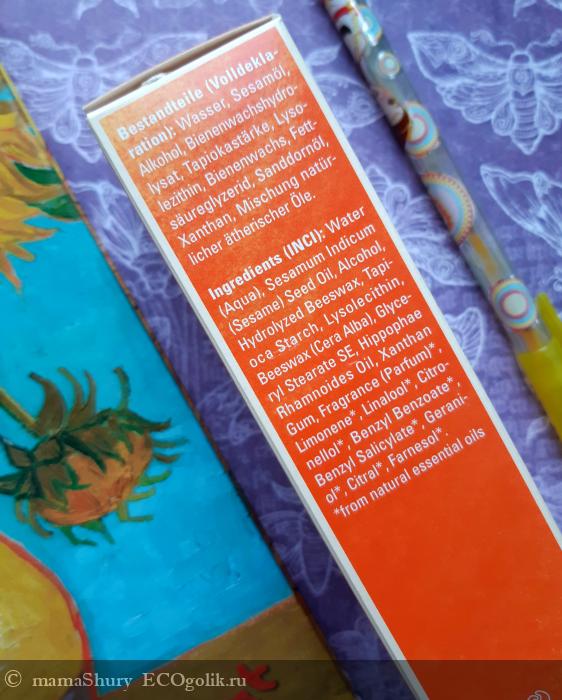 Bestandteile (Volldekla-
ration): Wasser, Sesamöl,
Alkohol, Bienenwachshydro-
lysat, Tapiokastärke, Lyso-
lezithin, Bienenwachs, Fett-
säureglyzerid, Sanddornöl,
Xanthan, Mischung natür-
licher ätherischer Öle.
Ingredients (INCI): Water
(Aqua), Sesamum Indicum
(Sesame) Seed Oil, Alcohol,
Hydrolyzed Beeswax, Tapi-
oca Starch, Lysolecithin,
Beeswax (Cera Alba), Glyce-
ryl Stearate SE, Hippophae
Rhamnoides Oil, Xanthan
Gum, Fragrance (Parfum)*,
Limonene*, Linalool*, Citro-
nellol*, Benzyl Benzoate*,
Benzyl Salicylate*, Gerani-
ol*, Citral*, Farnesol*.
*from natural essential oils
© mamaShury ECOgolik.ru